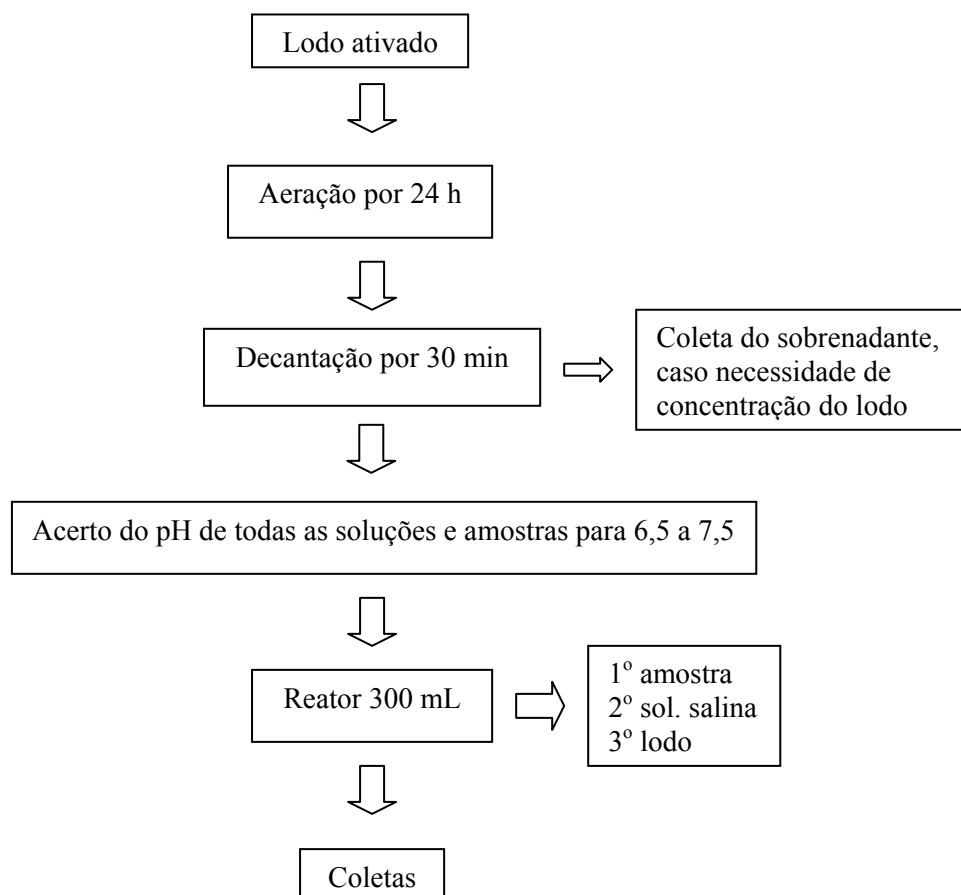 Lodo ativado
Aeração por 24 h
Decantação por 30 min
Coleta do sobrenadante,
caso necessidade de
concentração do lodo
Acerto do pH de todas as soluções e amostras para 6,5 a 7,5
Reator 300 mL
1º amostra
2º sol. salina
3º lodo
Coletas